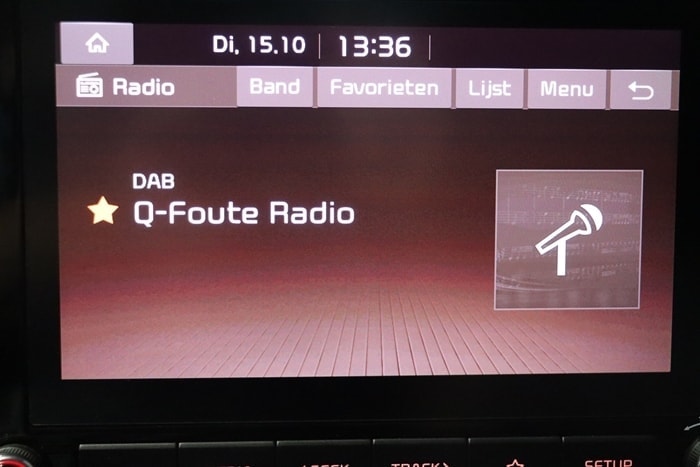 Di, 15.10 13:36
Radio Band Favorieten Lijst Menu
DAB
Q-Foute Radio
TRACK> SETUP